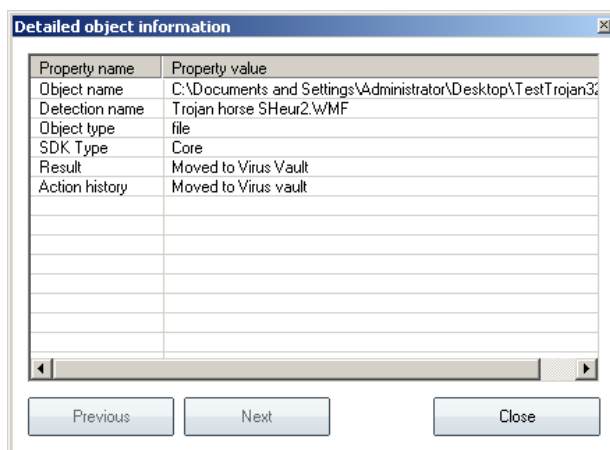 Detailed object information
Property name Property value
Object name C:\Documents and Settings\Administrator\Desktop\TestTrojan32
Detection name Trojan horse SHeur2.WMF
Object type file
SDK Type Core
Result Moved to Virus Vault
Action history Moved to Virus vault
Previous Next Close